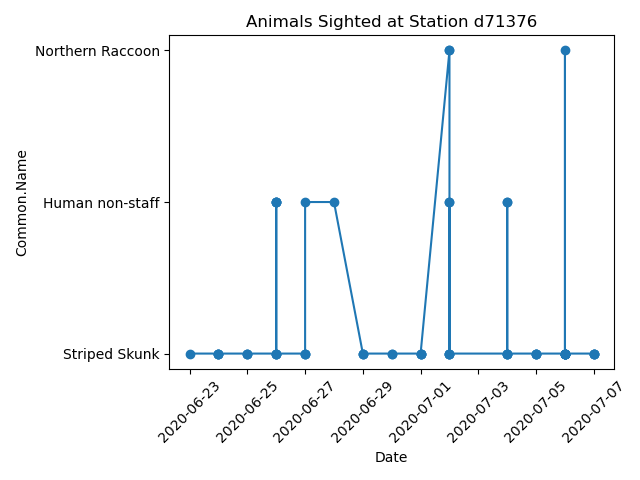 Animals Sighted at Station d71376
Northern Raccoon
Human non-staff
Striped Skunk
Common.Name
2020-06-23
2020-06-25
2020-06-27
2020-06-29
2020-07-01
2020-07-03
2020-07-05
2020-07-07
Date